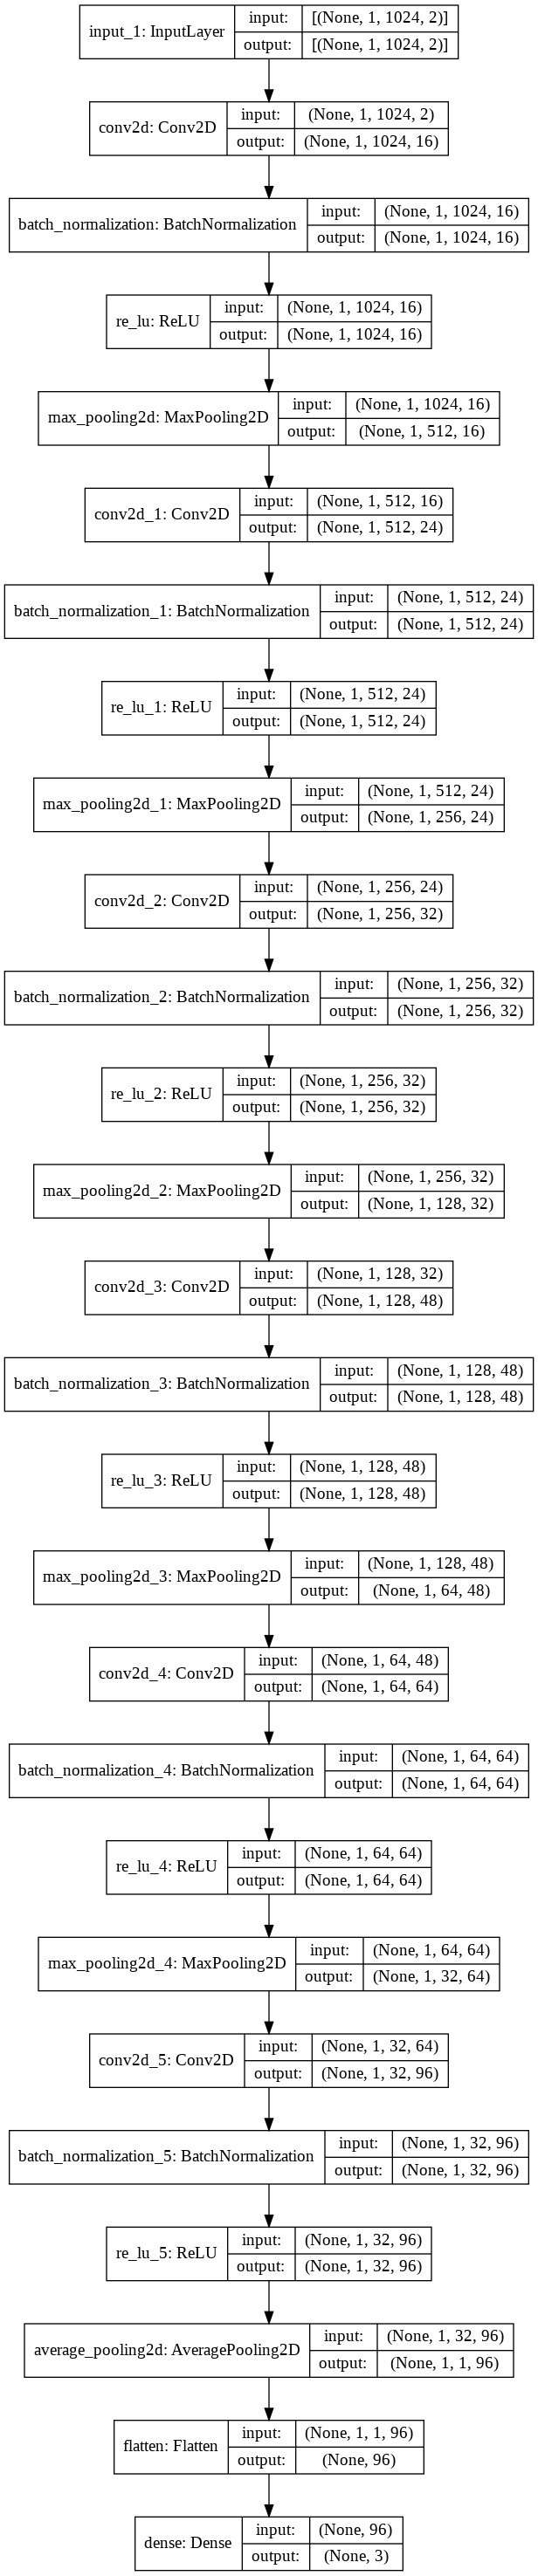 input_1: InputLayer
input: [(None, 1, 1024, 2)]
output: [(None, 1, 1024, 2)]
conv2d: Conv2D
input: (None, 1, 1024, 2)
output: (None, 1, 1024, 16)
batch_normalization: BatchNormalization
input: (None, 1, 1024, 16)
output: (None, 1, 1024, 16)
re_lu: ReLU
input: (None, 1, 1024, 16)
output: (None, 1, 1024, 16)
max_pooling2d: MaxPooling2D
input: (None, 1, 1024, 16)
output: (None, 1, 512, 16)
conv2d_1: Conv2D
input: (None, 1, 512, 16)
output: (None, 1, 512, 24)
batch_normalization_1: BatchNormalization
input: (None, 1, 512, 24)
output: (None, 1, 512, 24)
re_lu_1: ReLU
input: (None, 1, 512, 24)
output: (None, 1, 512, 24)
max_pooling2d_1: MaxPooling2D
input: (None, 1, 512, 24)
output: (None, 1, 256, 24)
conv2d_2: Conv2D
input: (None, 1, 256, 24)
output: (None, 1, 256, 32)
batch_normalization_2: BatchNormalization
input: (None, 1, 256, 32)
output: (None, 1, 256, 32)
re_lu_2: ReLU
input: (None, 1, 256, 32)
output: (None, 1, 256, 32)
max_pooling2d_2: MaxPooling2D
input: (None, 1, 256, 32)
output: (None, 1, 128, 32)
conv2d_3: Conv2D
input: (None, 1, 128, 32)
output: (None, 1, 128, 48)
batch_normalization_3: BatchNormalization
input: (None, 1, 128, 48)
output: (None, 1, 128, 48)
re_lu_3: ReLU
input: (None, 1, 128, 48)
output: (None, 1, 128, 48)
max_pooling2d_3: MaxPooling2D
input: (None, 1, 128, 48)
output: (None, 1, 64, 48)
conv2d_4: Conv2D
input: (None, 1, 64, 48)
output: (None, 1, 64, 64)
batch_normalization_4: BatchNormalization
input: (None, 1, 64, 64)
output: (None, 1, 64, 64)
re_lu_4: ReLU
input: (None, 1, 64, 64)
output: (None, 1, 64, 64)
max_pooling2d_4: MaxPooling2D
input: (None, 1, 64, 64)
output: (None, 1, 32, 64)
conv2d_5: Conv2D
input: (None, 1, 32, 64)
output: (None, 1, 32, 96)
batch_normalization_5: BatchNormalization
input: (None, 1, 32, 96)
output: (None, 1, 32, 96)
re_lu_5: ReLU
input: (None, 1, 32, 96)
output: (None, 1, 32, 96)
average_pooling2d: AveragePooling2D
input: (None, 1, 32, 96)
output: (None, 1, 1, 96)
flatten: Flatten
input: (None, 1, 1, 96)
output: (None, 96)
dense: Dense
input: (None, 96)
output: (None, 3)